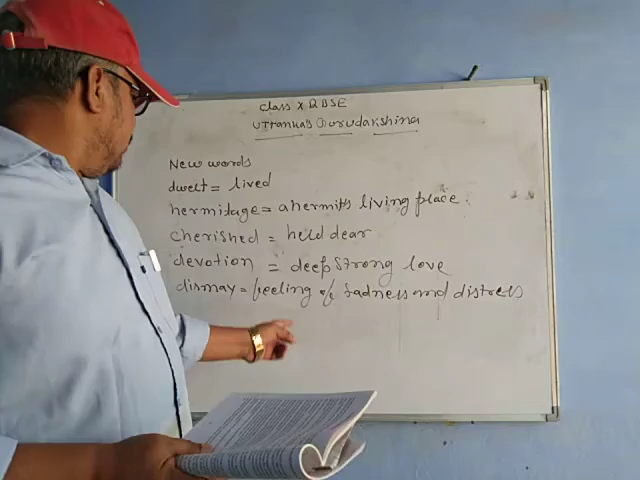 Class X QBSE
Uttanka's Gurudakshina
New words
dwelt = lived
hermitage = a hermit's living place.
cherished = held dear
devotion = deep strong love
dismay = feeling of sadness and distress